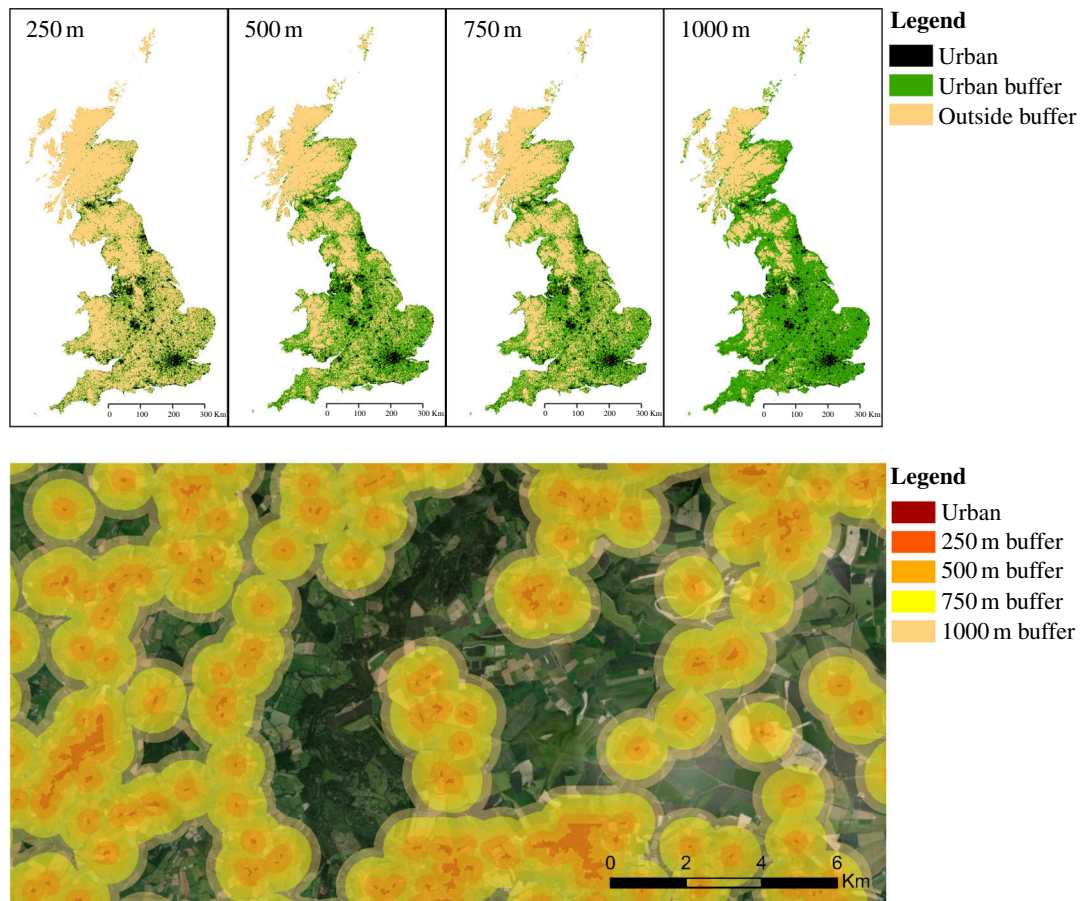 250 m
500 m
750 m
1000 m
Legend
Urban
Urban buffer
Outside buffer
0 100 200 300 Km
0 100 200 300 Km
0 100 200 300 Km
0 100 200 300 Km
Legend
Urban
250 m buffer
500 m buffer
750 m buffer
1000 m buffer
0 2 4 6
Km